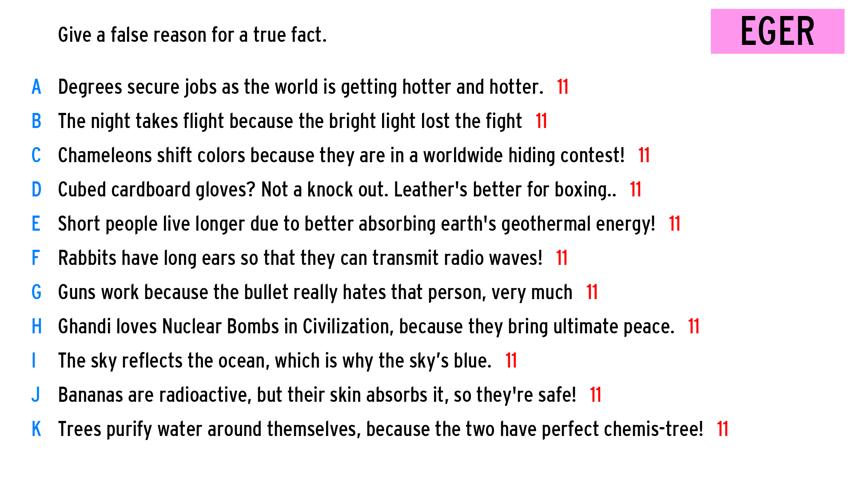 Give a false reason for a true fact.
EGER
A Degrees secure jobs as the world is getting hotter and hotter. 11
B The night takes flight because the bright light lost the fight 11
C Chameleons shift colors because they are in a worldwide hiding contest! 11
D Cubed cardboard gloves? Not a knock out. Leather's better for boxing.. 11
E Short people live longer due to better absorbing earth's geothermal energy! 11
F Rabbits have long ears so that they can transmit radio waves! 11
G Guns work because the bullet really hates that person, very much 11
H Ghandi loves Nuclear Bombs in Civilization, because they bring ultimate peace. 11
I The sky reflects the ocean, which is why the sky’s blue. 11
J Bananas are radioactive, but their skin absorbs it, so they're safe! 11
K Trees purify water around themselves, because the two have perfect chemis-tree! 11